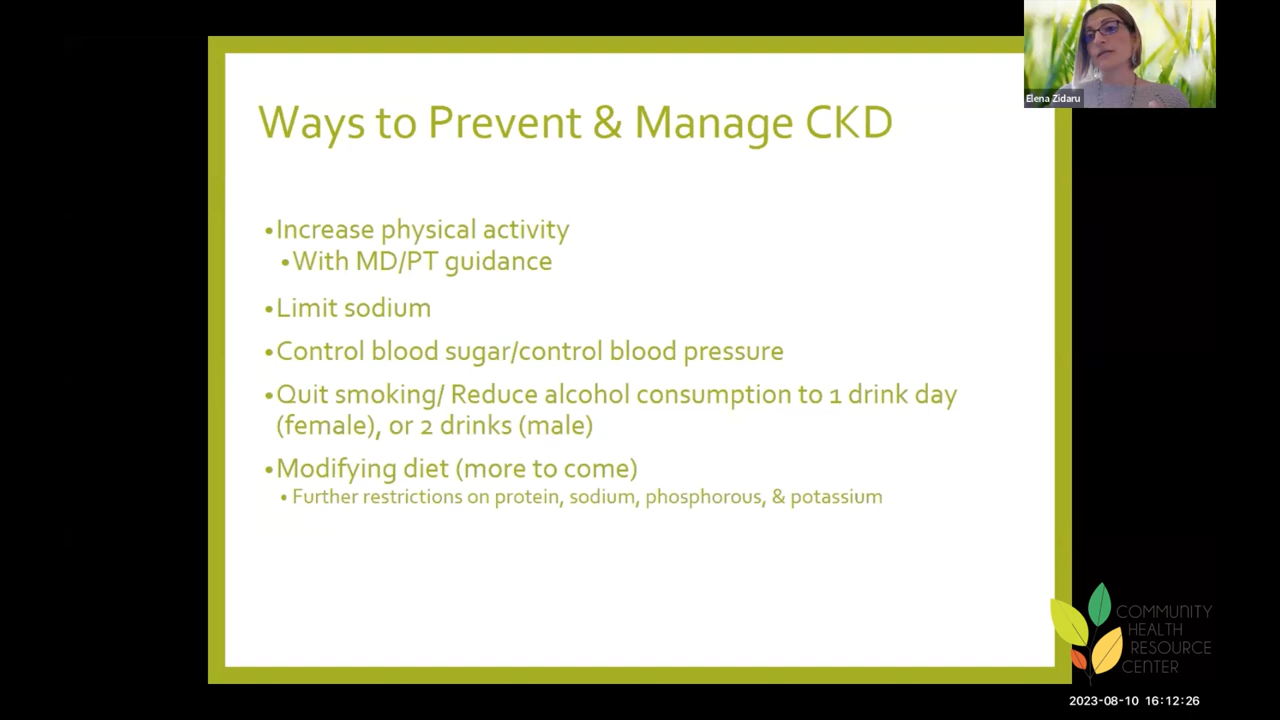 Elena Zidaru
Ways to Prevent & Manage CKD
•Increase physical activity
•With MD/PT guidance
•Limit sodium
•Control blood sugar/control blood pressure
•Quit smoking/ Reduce alcohol consumption to 1 drink day
(female), or 2 drinks (male)
•Modifying diet (more to come)
• Further restrictions on protein, sodium, phosphorous, & potassium
COMMUNITY
HEALTH
RESOURCE
CENTER
2023-08-10 16:12:26